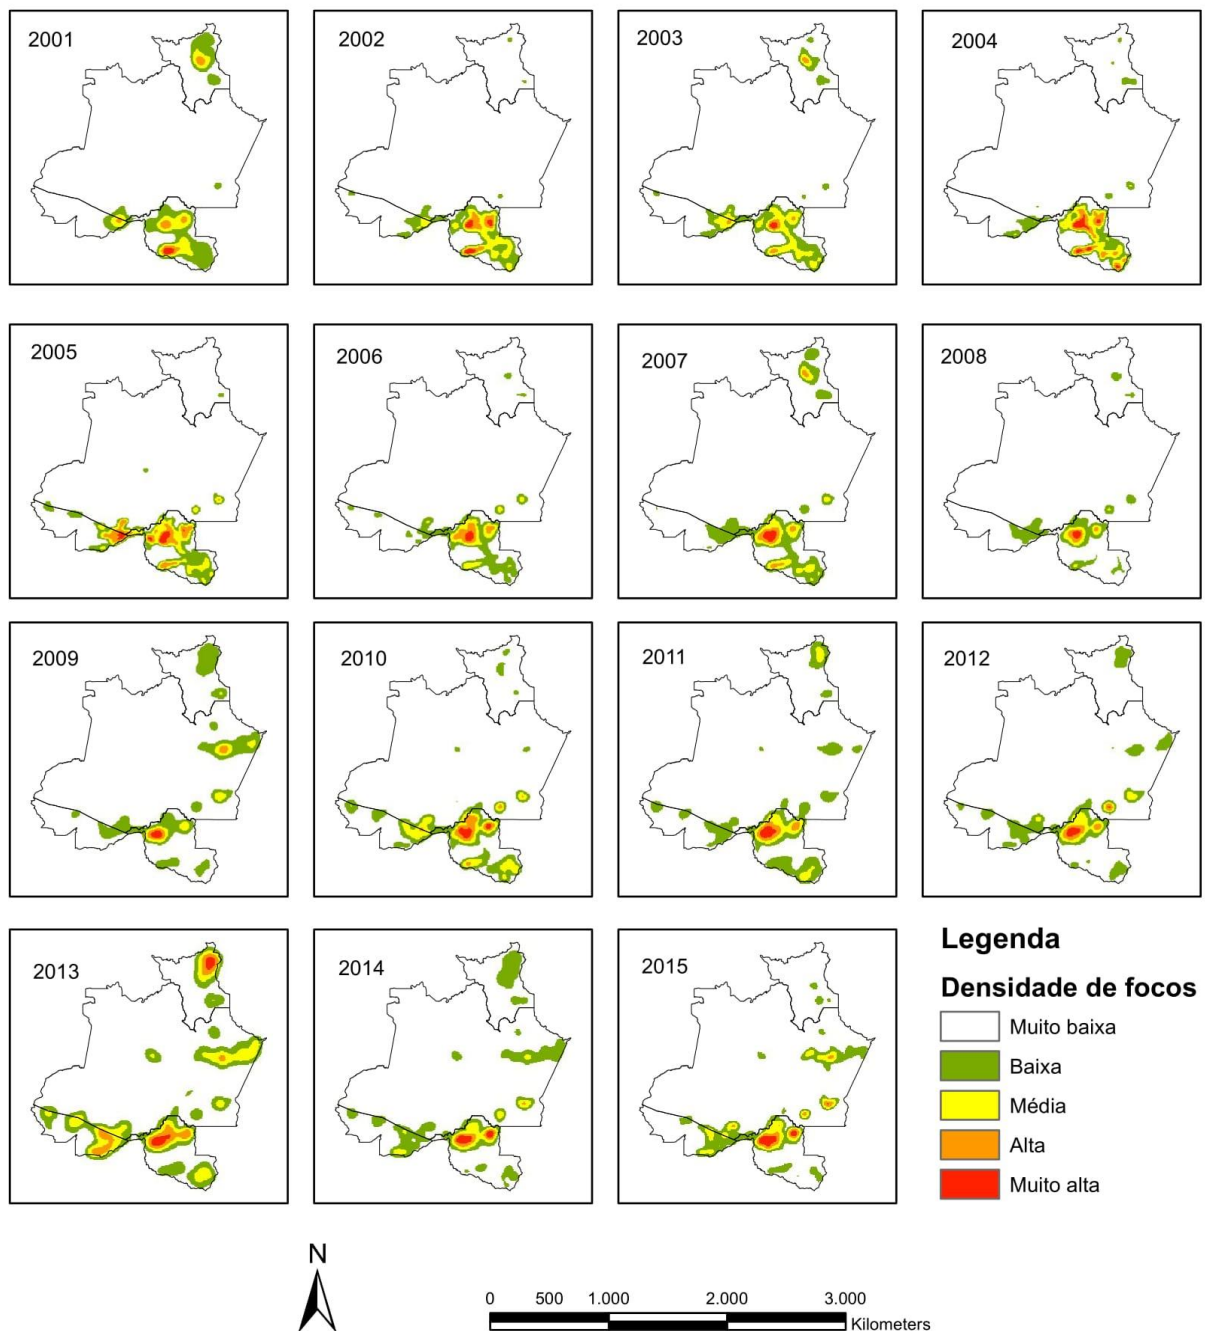 2001
2002
2003
2004
2005
2006
2007
2008
2009
2010
2011
2012
2013
2014
2015
Legenda
Densidade de focos
Muito baixa
Baixa
Média
Alta
Muito alta
N
0 500 1.000 2.000 3.000
Kilometers